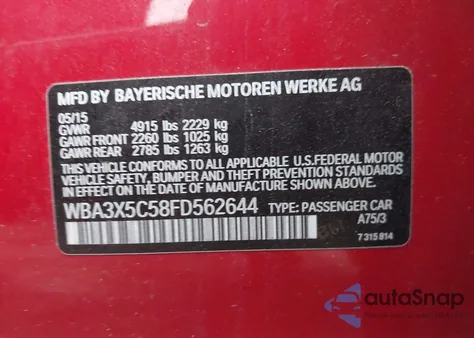 MFD BY BAYERISCHE MOTOREN WERKE AG
05/15
GVWR 4915 lbs 2229 kg
GAWR FRONT 2260 lbs 1025 kg
GAWR REAR 2785 lbs 1263 kg
THIS VEHICLE CONFORMS TO ALL APPLICABLE U.S.FEDERAL MOTOR
VEHICLE SAFETY, BUMPER AND THEFT PREVENTION STANDARDS
IN EFFECT ON THE DATE OF MANUFACTURE SHOWN ABOVE.
WBA3X5C58FD562644 TYPE: PASSENGER CAR
A75/3
7 315 814
autoSnap